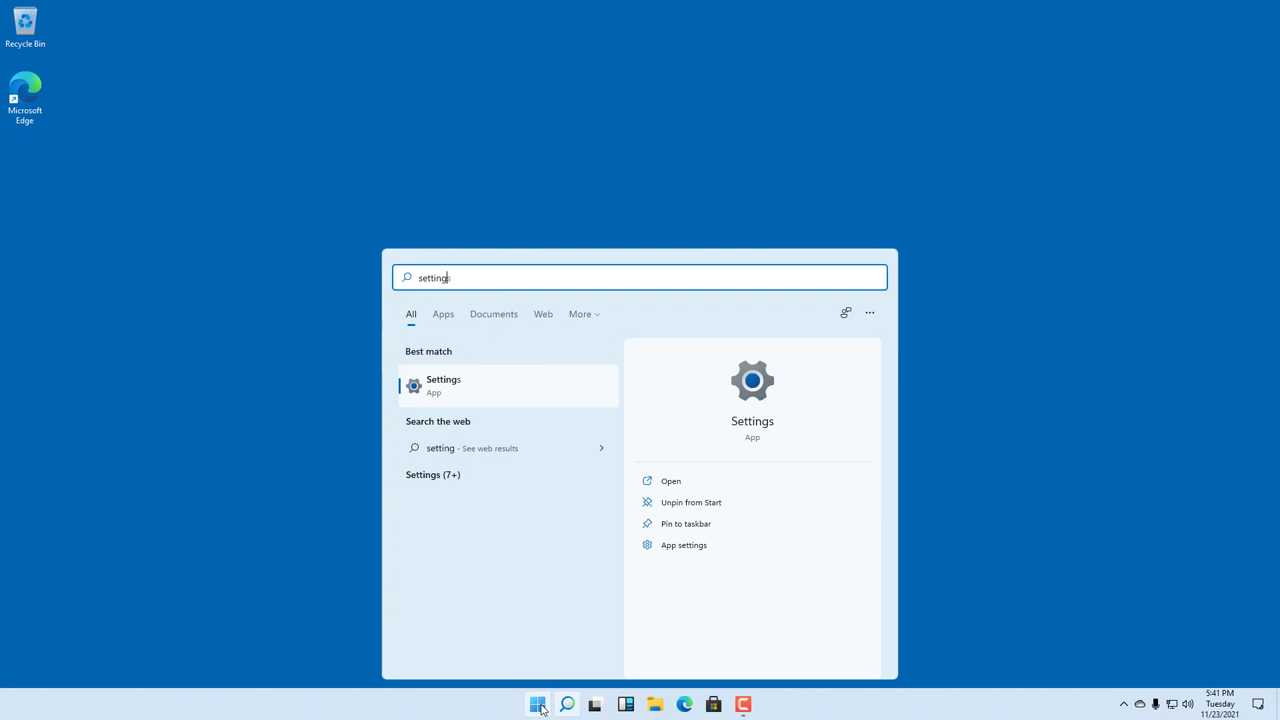 Recycle Bin
Microsoft
Edge
settings
All Apps Documents Web More
Best match
Settings
App
Search the web
setting - See web results
Settings (7+)
Settings
App
Open
Unpin from Start
Pin to taskbar
App settings
5:41 PM
Tuesday
11/23/2021